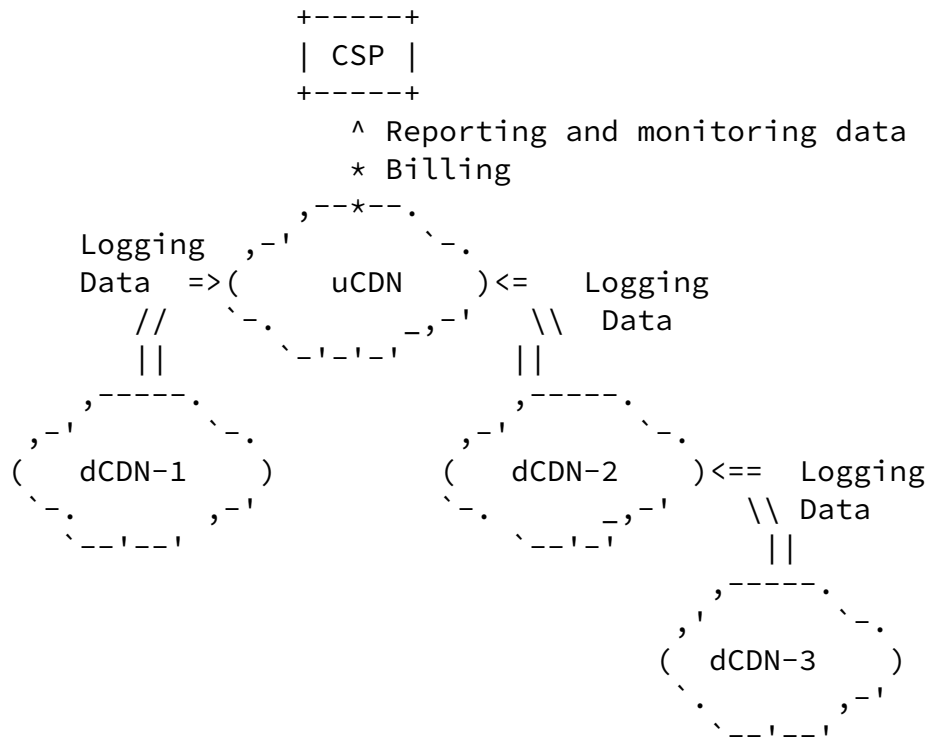 CSP
^ Reporting and monitoring data
* Billing
Logging
Data =>( uCDN )<= Logging
Data
dCDN-1 dCDN-2 )<== Logging
Data
dCDN-3